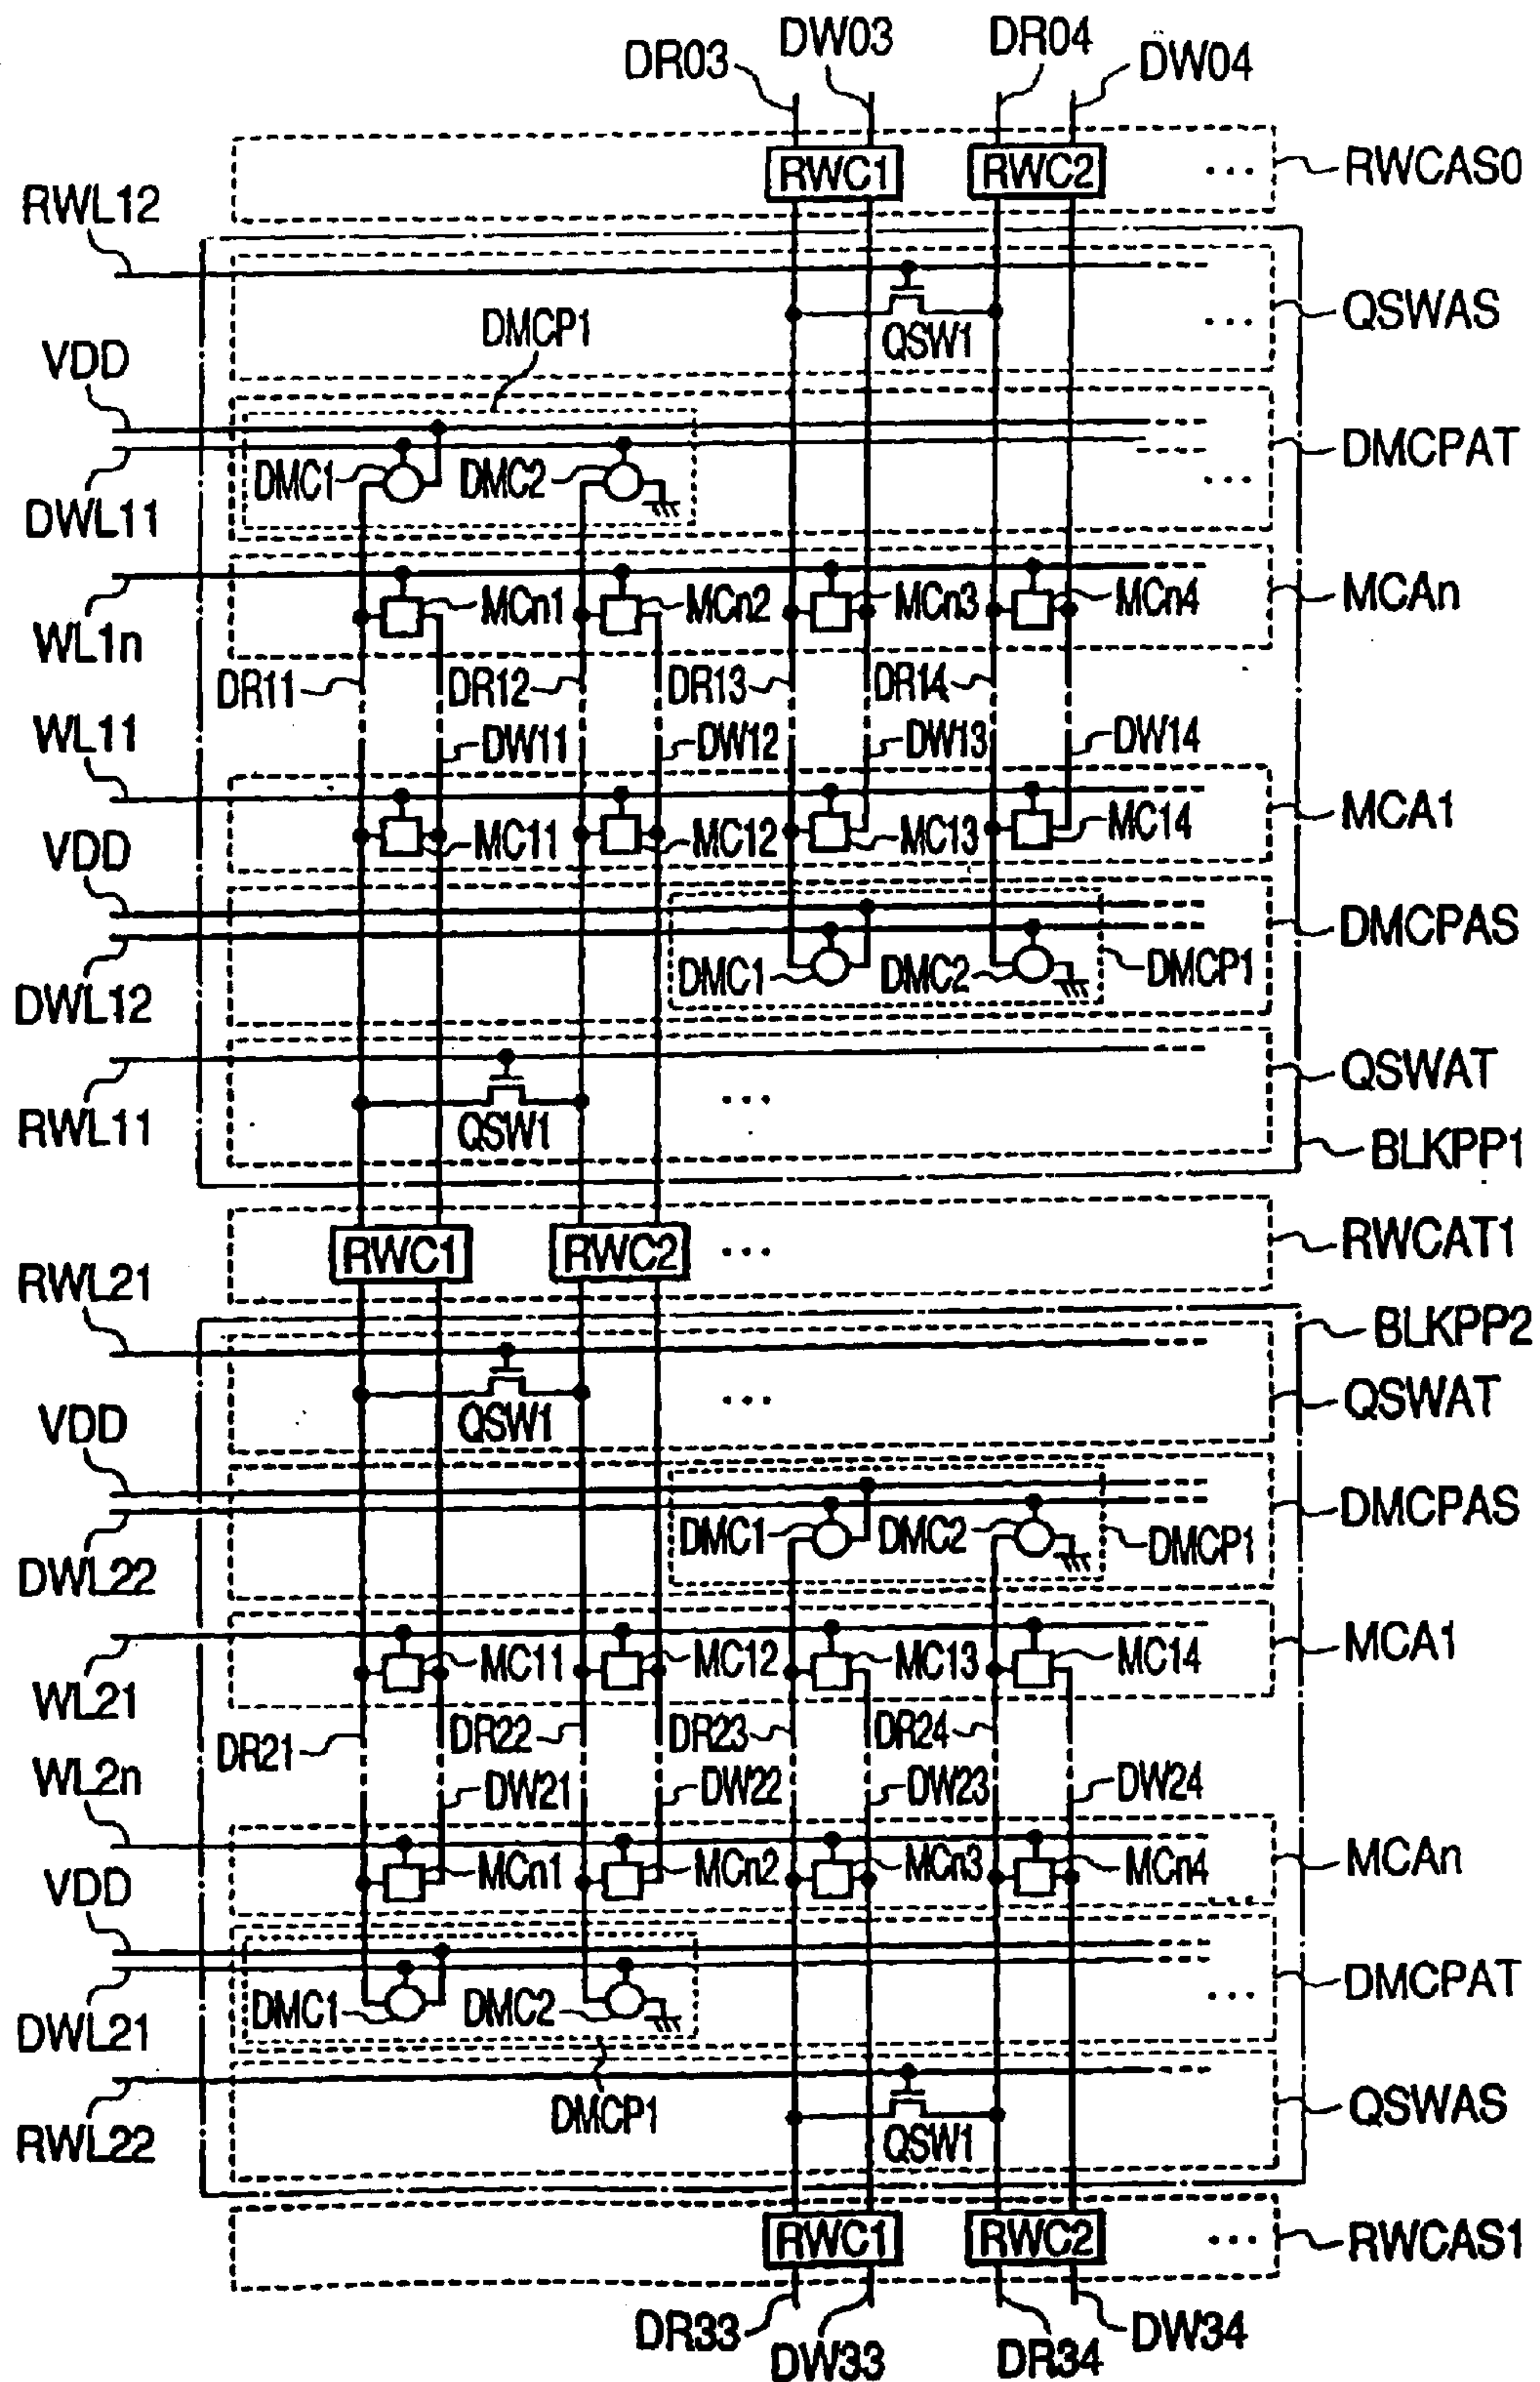 DR03 DW03 DR04 DW04
RWC1 RWC2 ... RWCAS0
RWL12
QSW1 ... QSWAS
DMCP1
VDD
DMC1 DMC2 ... DMCPAT
DWL11
MCn1 MCn2 MCn3 MCn4 MCAn
WL1n
DR11 DR12 DR13 DR14
WL11
DW11 DW12 DW13 DW14
MC11 MC12 MC13 MC14 MCA1
VDD
DMC1 DMC2 DMCP1 DMCPAS
DWL12
RWL11
QSW1 ... QSWAT
BLKPP1
RWC1 RWC2 ... RWCAT1
RWL21
BLKPP2
QSW1 ... QSWAT
VDD
DMC1 DMC2 DMCP1 DMCPAS
DWL22
MC11 MC12 MC13 MC14 MCA1
WL21
DR21 DR22 DR23 DR24
WL2n
DW21 DW22 DW23 DW24
MCn1 MCn2 MCn3 MCn4 MCAn
...
VDD
DMC1 DMC2 ... DMCPAT
DWL21
DMCP1
RWL22
QSW1 QSWAS
RWC1 RWC2 ... RWCAS1
DR33 DW33 DR34 DW34